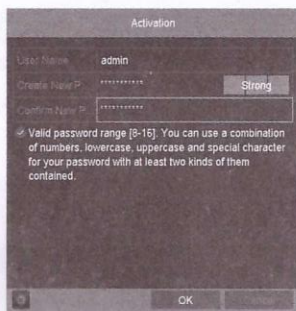 Activation
User Name admin
Create New P. ***********
Strong
Confirm New P. ***********
Valid password range [8-16]. You can use a combination
of numbers, lowercase, uppercase and special character
for your password with at least two kinds of them
contained.
OK